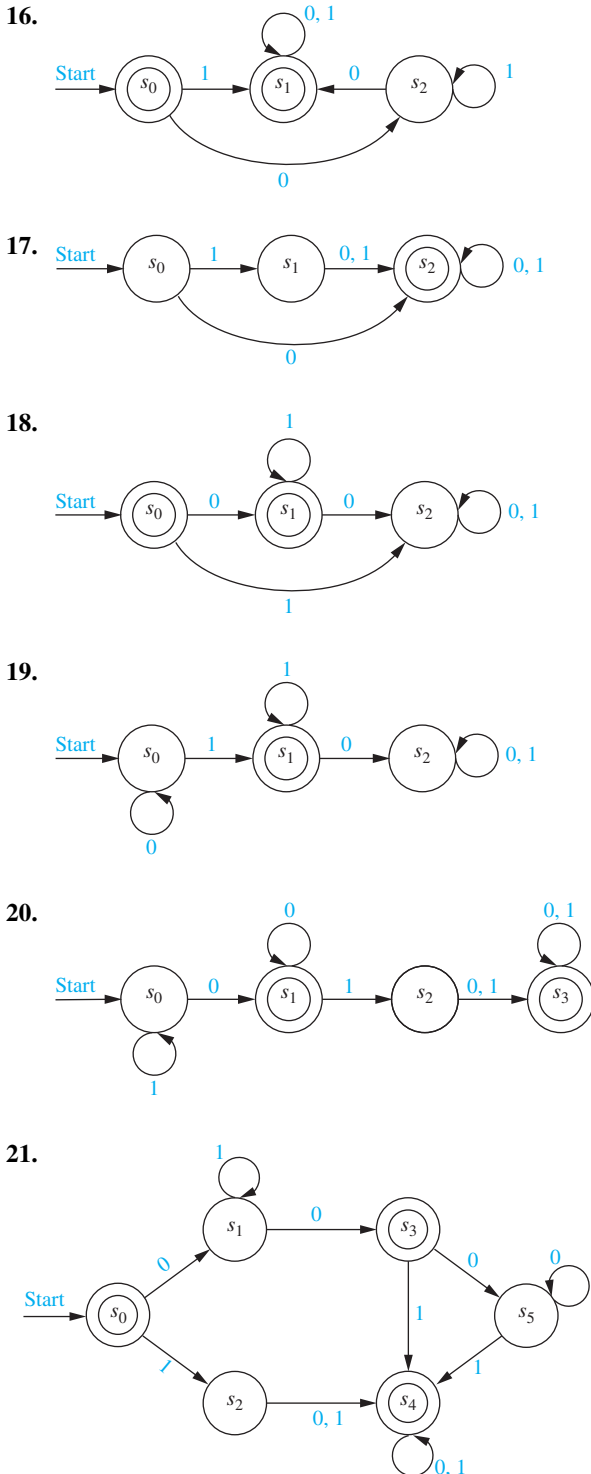 16.
0, 1
Start s0 1 s1 0 s2 1
0
17.
Start s0 1 s1 0, 1 s2 0, 1
0
18.
1
Start s0 0 s1 0 s2 0, 1
1
19.
1
Start s0 1 s1 0 s2 0, 1
0
20.
0 0, 1
Start s0 0 s1 1 s2 0, 1 s3
1
21.
1
s1 0 s3
0 0 0
Start s0 1 s5
1 1
s2 0, 1 s4
0, 1